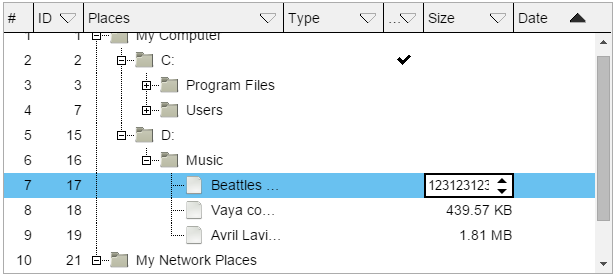 # ID Places Type ... Size Date
1 1 My Computer
2 2 C:
3 3 Program Files
4 7 Users
5 15 D:
6 16 Music
7 17 Beattles ... 123123123
8 18 Vaya co... 439.57 KB
9 19 Avril Lavi... 1.81 MB
10 21 My Network Places